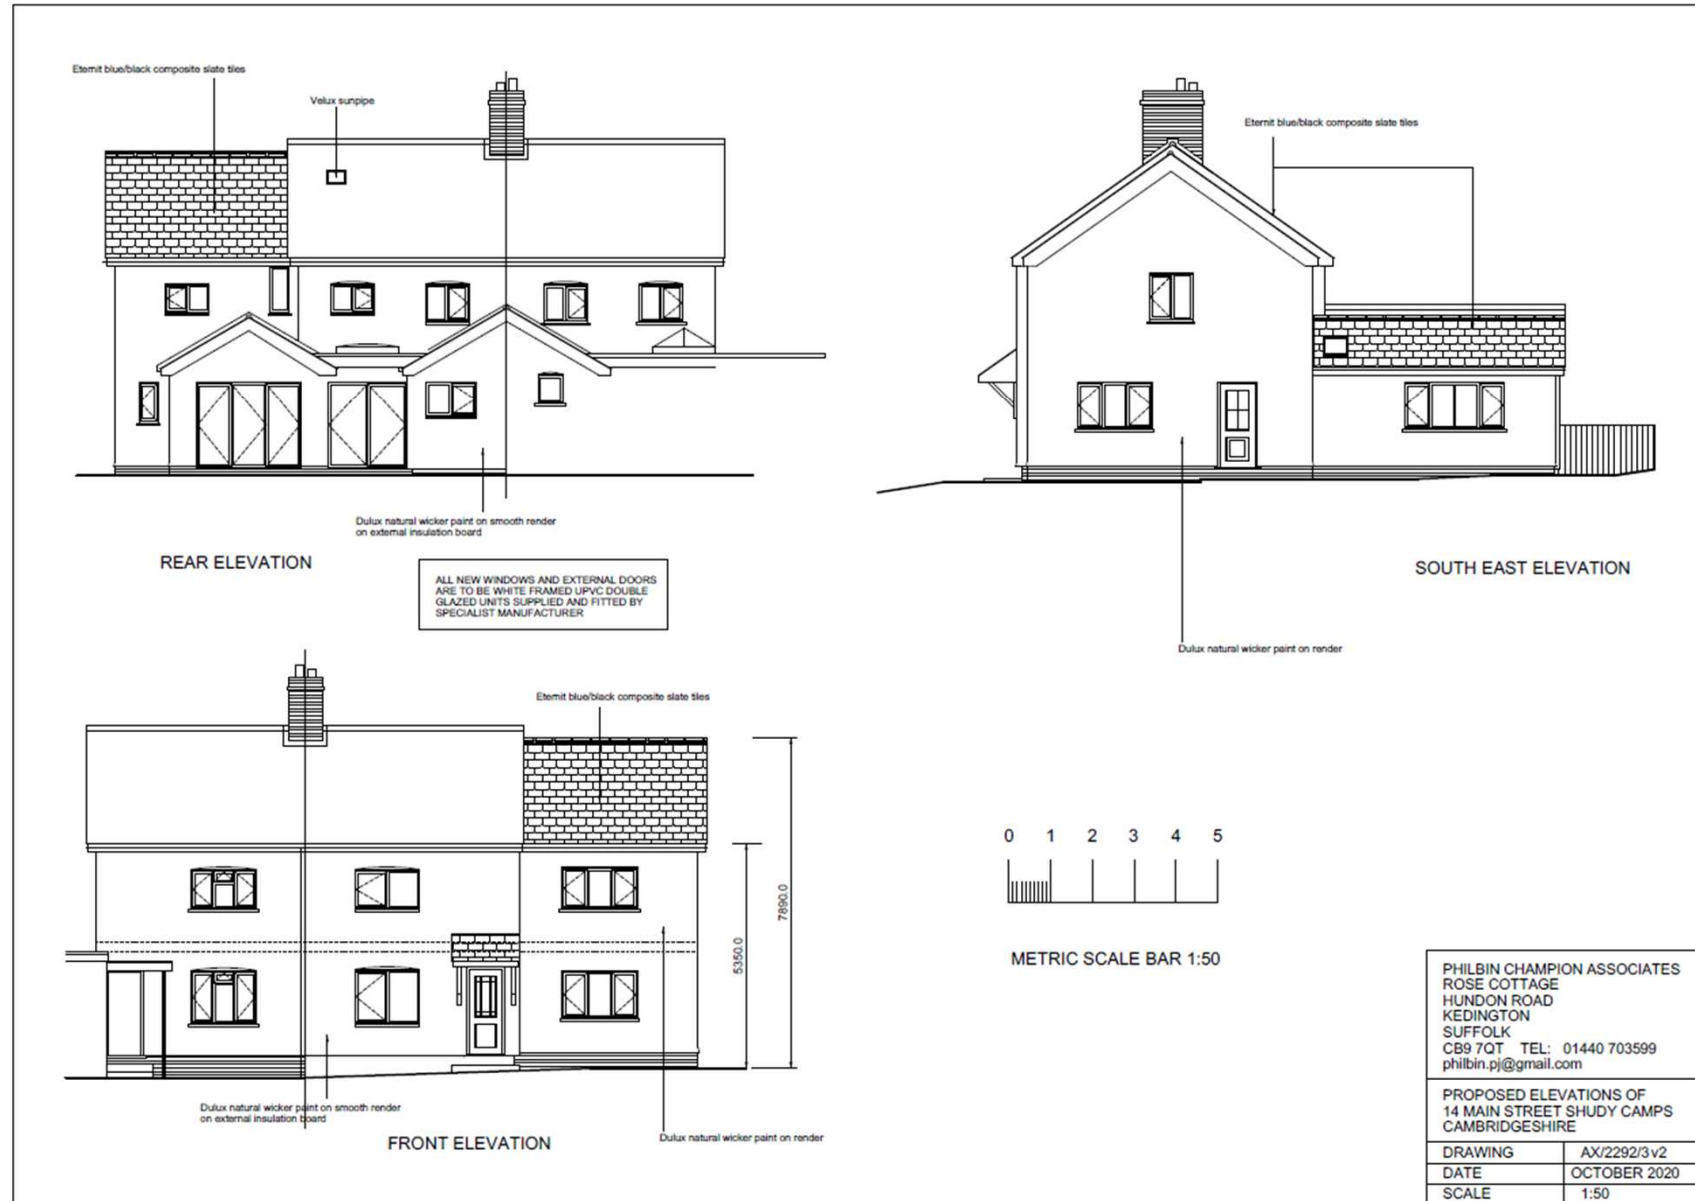 Eternit blue/black composite slate tiles
Velux sunpipe
Eternit blue/black composite slate tiles
Dulux natural wicker paint on smooth render
on external insulation board
REAR ELEVATION
ALL NEW WINDOWS AND EXTERNAL DOORS
ARE TO BE WHITE FRAMED UPVC DOUBLE
GLAZED UNITS SUPPLIED AND FITTED BY
SPECIALIST MANUFACTURER
SOUTH EAST ELEVATION
Dulux natural wicker paint on render
Eternit blue/black composite slate tiles
5350.0
7890.0
Dulux natural wicker paint on smooth render
on external insulation board
FRONT ELEVATION
Dulux natural wicker paint on render
0 1 2 3 4 5
METRIC SCALE BAR 1:50
PHILBIN CHAMPION ASSOCIATES
ROSE COTTAGE
HUNDON ROAD
KEDINGTON
SUFFOLK
CB9 7QT TEL: 01440 703599
philbin.pj@gmail.com
PROPOSED ELEVATIONS OF
14 MAIN STREET SHUDY CAMPS
CAMBRIDGESHIRE
DRAWING AX/2292/3 v2
DATE OCTOBER 2020
SCALE 1:50